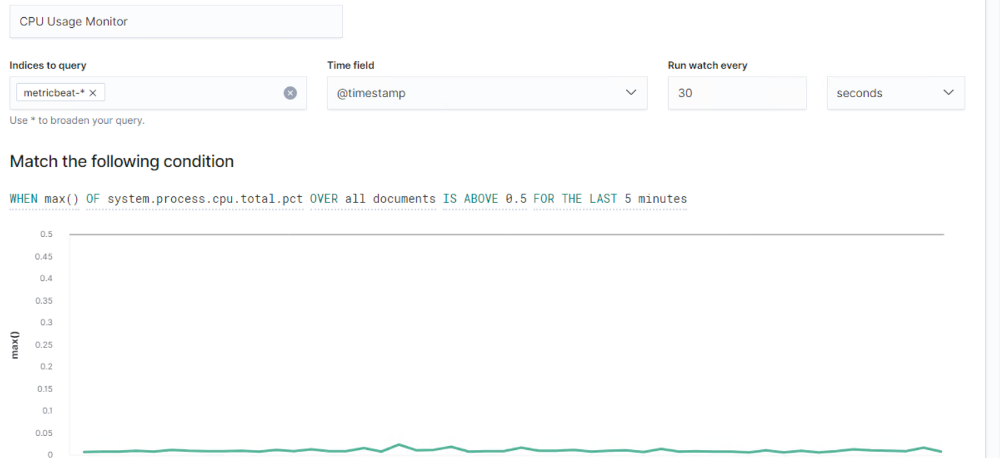 CPU Usage Monitor
Indices to query
Time field
Run watch every
metricbeat-*
@timestamp
30
seconds
Use * to broaden your query.
Match the following condition
WHEN max() OF system.process.cpu.total.pct OVER all documents IS ABOVE 0.5 FOR THE LAST 5 minutes
0.5
0.45
0.4
0.35
0.3
0.25
0.2
0.15
0.1
0.05
0
max()